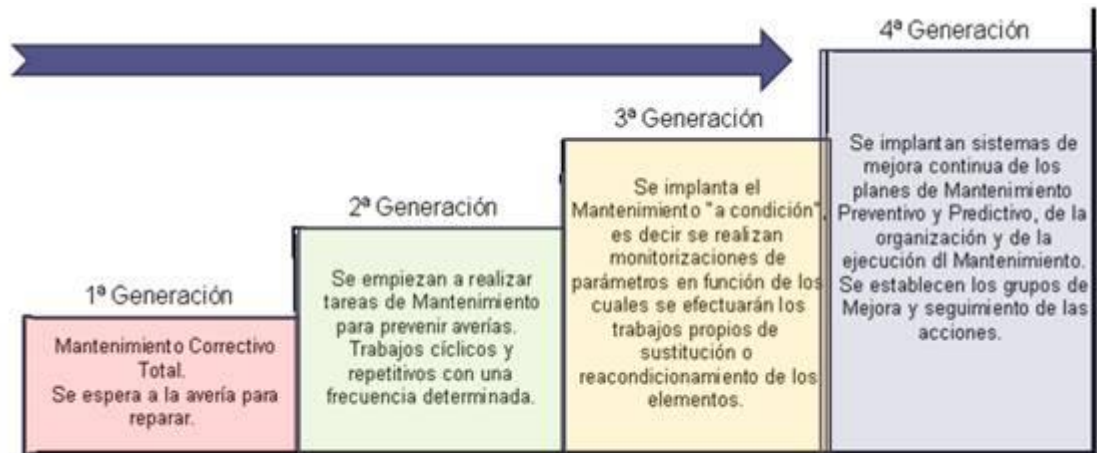 1ª Generación
Mantenimiento Correctivo
Total.
Se espera a la avería para
reparar.
2ª Generación
Se empiezan a realizar
tareas de Mantenimiento
para prevenir averías.
Trabajos cíclicos y
repetitivos con una
frecuencia determinada.
3ª Generación
Se implanta el
Mantenimiento "a condición",
es decir se realizan
monitorizaciones de
parámetros en función de los
cuales se efectuarán los
trabajos propios de
sustitución o
reacondicionamiento de los
elementos.
4ª Generación
Se implantan sistemas de
mejora continua de los
planes de Mantenimiento
Preventivo y Predictivo, de la
organización y de la
ejecución dl Mantenimiento.
Se establecen los grupos de
Mejora y seguimiento de las
acciones.